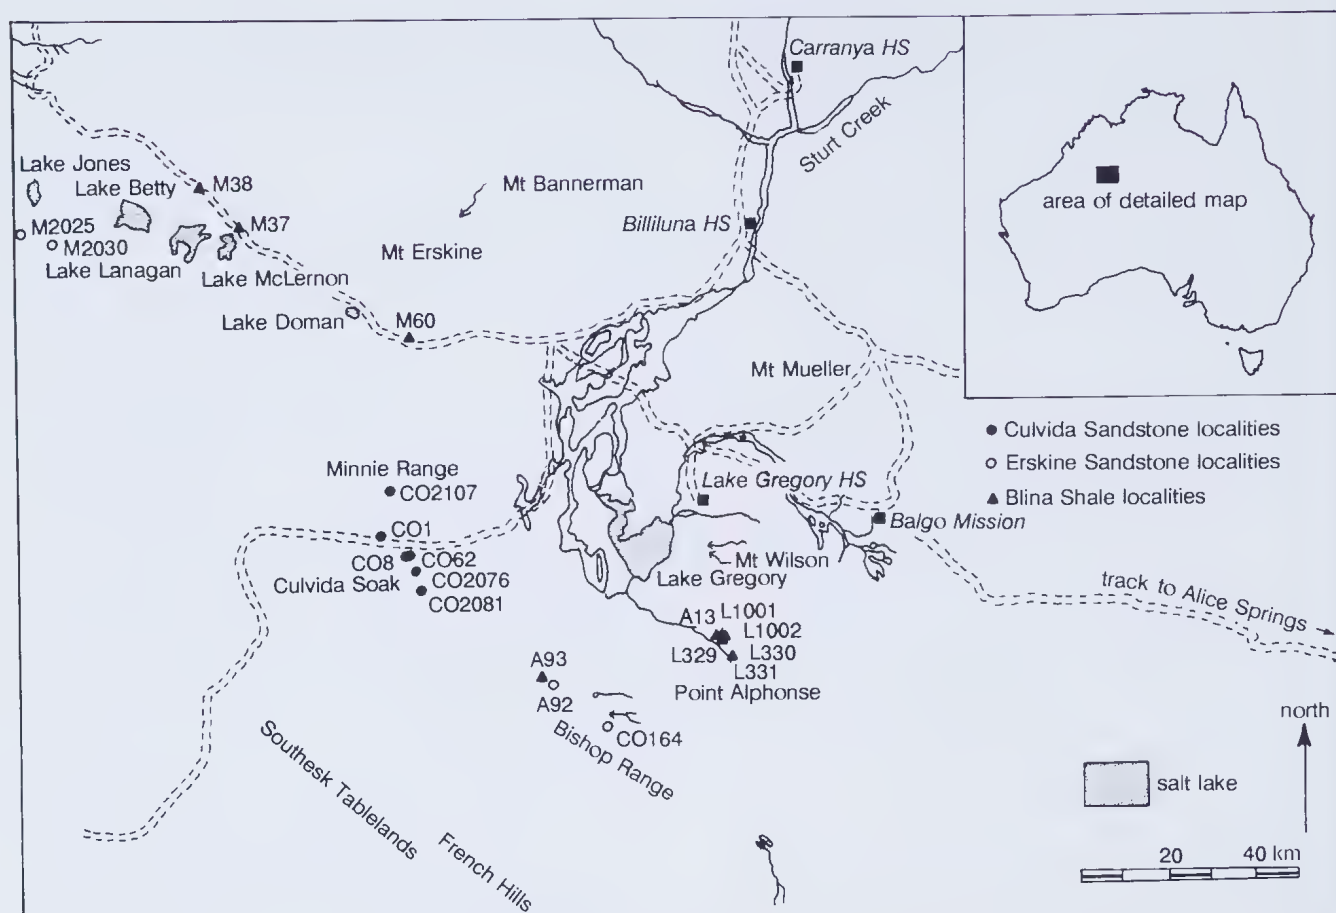 Carranya HS
Sturt Creek
Lake Jones
Lake Betty
M38
Mt Bannerman
M2025
M37
M2030
Billiluna HS
Mt Erskine
Lake Lanagan
Lake McLernon
area of detailed map
Lake Doman
M60
Mt Mueller
Culvida Sandstone localities
Erskine Sandstone localities
Blina Shale localities
Minnie Range
CO2107
Lake Gregory HS
Balgo Mission
CO1
CO8
CO62
Mt Wilson
Culvida Soak
CO2076
Lake Gregory
CO2081
track to Alice Springs
A13
L1001
L1002
L329
L330
L331
A93
Point Alphonse
A92
CO164
Bishop Range
north
Southesk Tablelands
salt lake
French Hills
20
40 km